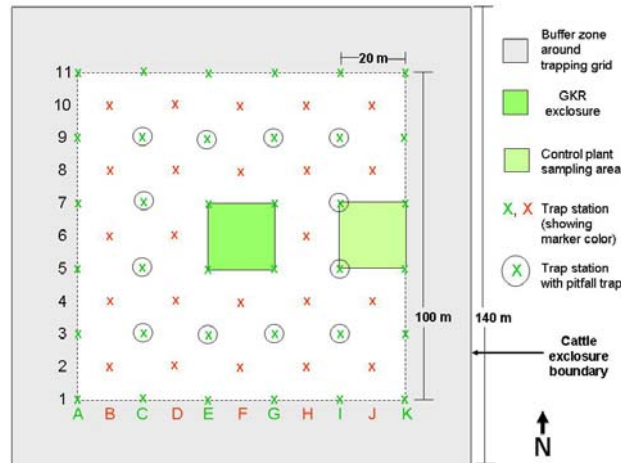 20 m
11
10
9
8
7
6
5
4
3
2
1
A B C D E F G H I J K
100 m
140 m
Buffer zone
around
trapping grid
GKR
exclosure
Control plant
sampling area
X, X Trap station
(showing
marker color)
X Trap station
with pitfall trap
Cattle
exclosure
boundary
N